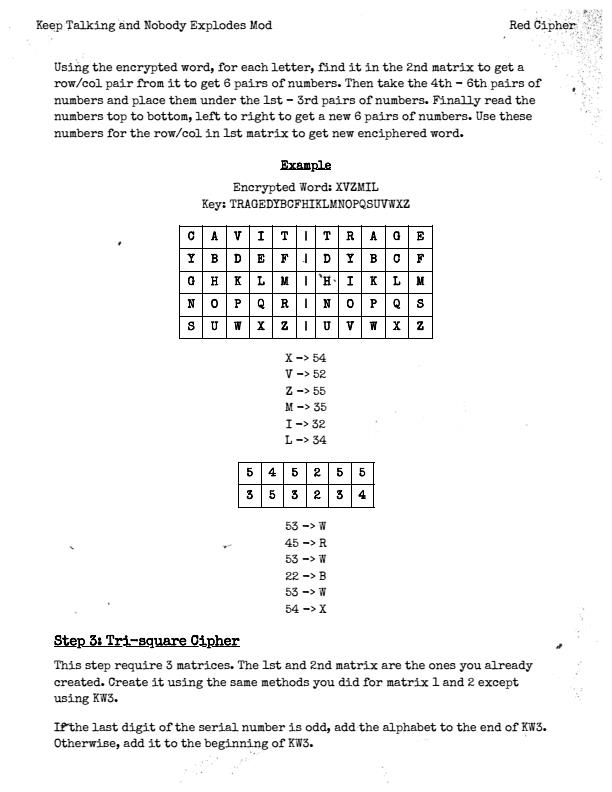 Keep Talking and Nobody Explodes Mod Red Cipher
Using the encrypted word, for each letter, find it in the 2nd matrix to get a
row/col pair from it to get 6 pairs of numbers. Then take the 4th - 6th pairs of
numbers and place them under the 1st - 3rd pairs of numbers. Finally read the
numbers top to bottom, left to right to get a new 6 pairs of numbers. Use these
numbers for the row/col in 1st matrix to get new enciphered word.
Example
Encrypted Word: XVZMIL
Key: TRAGEDYBCFHIKLMNOPQSUVWXZ
C A V I T | T R A G E
Y B D E F | D Y B C F
G H K L M | H I K L M
N O P Q R | N O P Q S
S U W X Z | U V W X Z
X -> 54
V -> 52
Z -> 55
M -> 35
I -> 32
L -> 34
5 4 5 2 5 5
3 5 3 2 3 4
53 -> W
45 -> R
53 -> W
22 -> B
53 -> W
54 -> X
Step 3: Tri-square Cipher
This step require 3 matrices. The 1st and 2nd matrix are the ones you already
created. Create it using the same methods you did for matrix 1 and 2 except
using KW3.
If the last digit of the serial number is odd, add the alphabet to the end of KW3.
Otherwise, add it to the beginning of KW3.